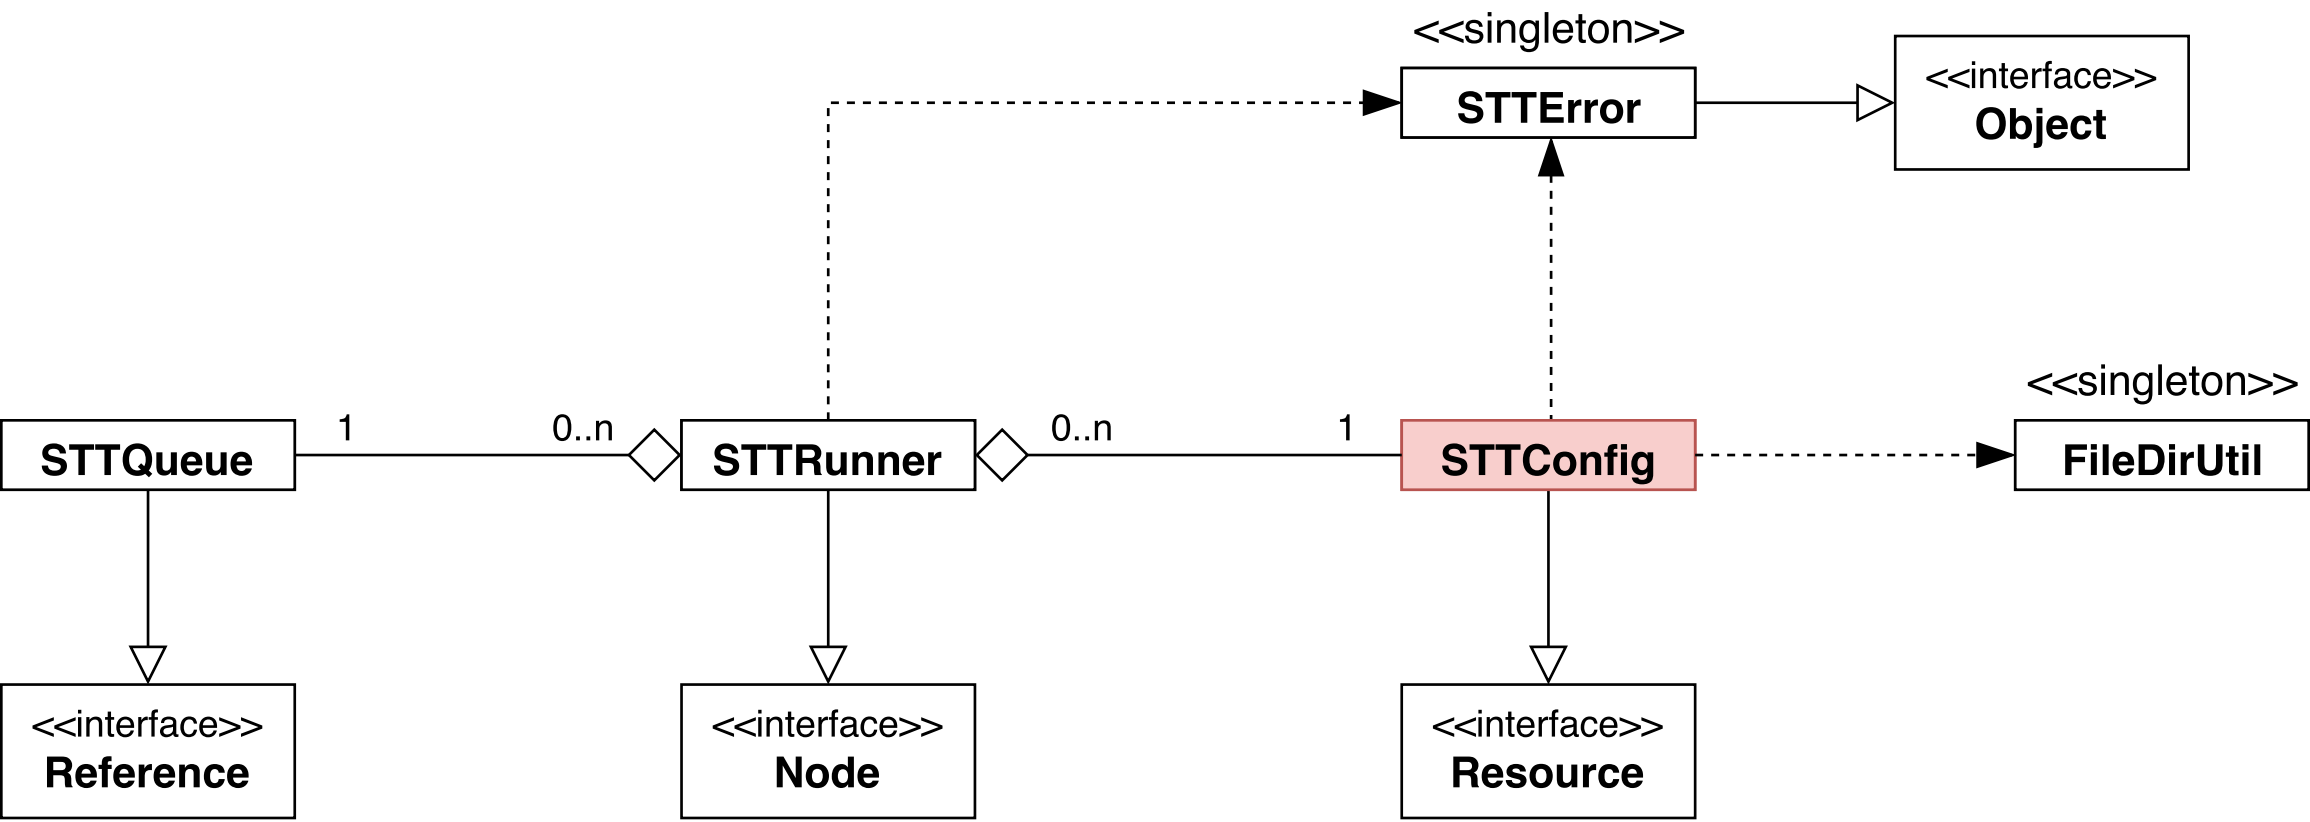 <<singleton>>
STTError
<<interface>>
Object
<<singleton>>
STTQueue
1
0..n
STTRunner
0..n
1
STTConfig
FileDirUtil
<<interface>>
Reference
<<interface>>
Node
<<interface>>
Resource